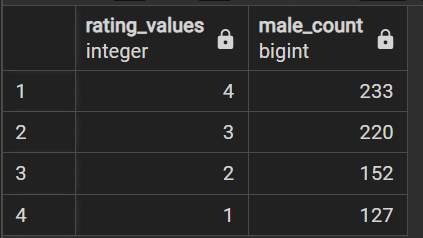 rating_values male_count
integer bigint
1 4 233
2 3 220
3 2 152
4 1 127